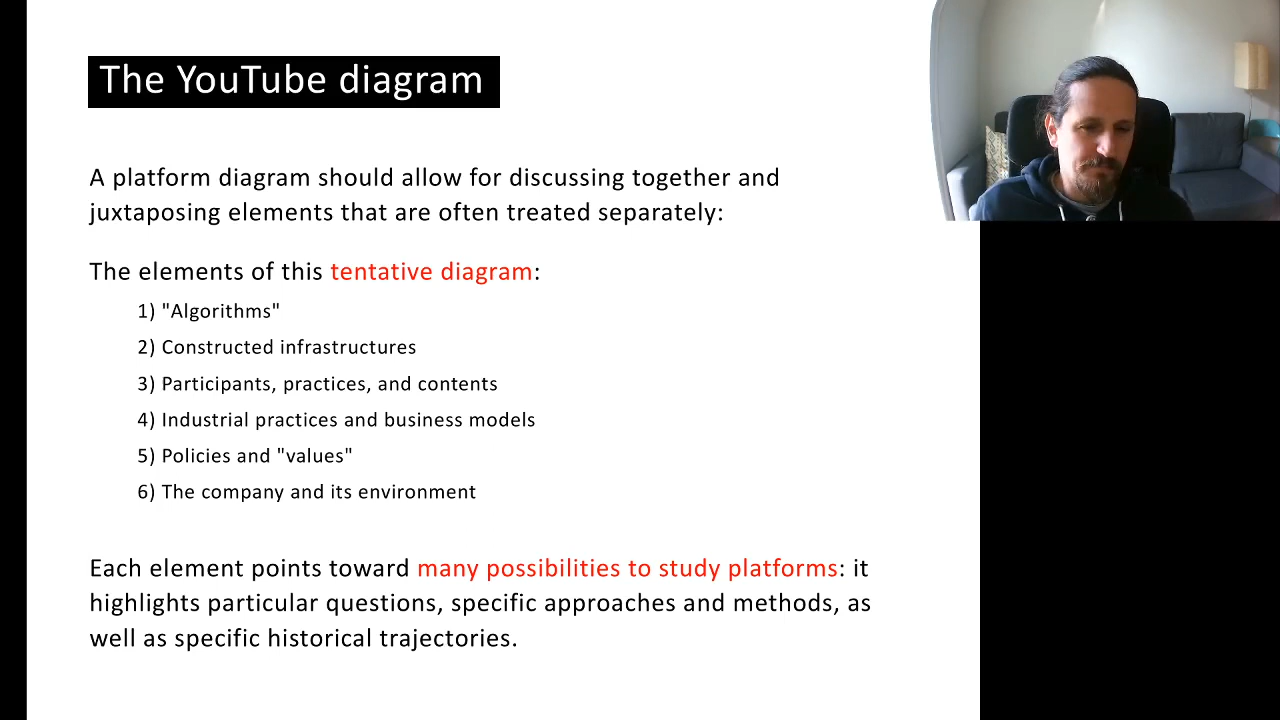 The YouTube diagram
A platform diagram should allow for discussing together and
juxtaposing elements that are often treated separately:
The elements of this tentative diagram:
1) "Algorithms"
2) Constructed infrastructures
3) Participants, practices, and contents
4) Industrial practices and business models
5) Policies and "values"
6) The company and its environment
Each element points toward many possibilities to study platforms: it
highlights particular questions, specific approaches and methods, as
well as specific historical trajectories.